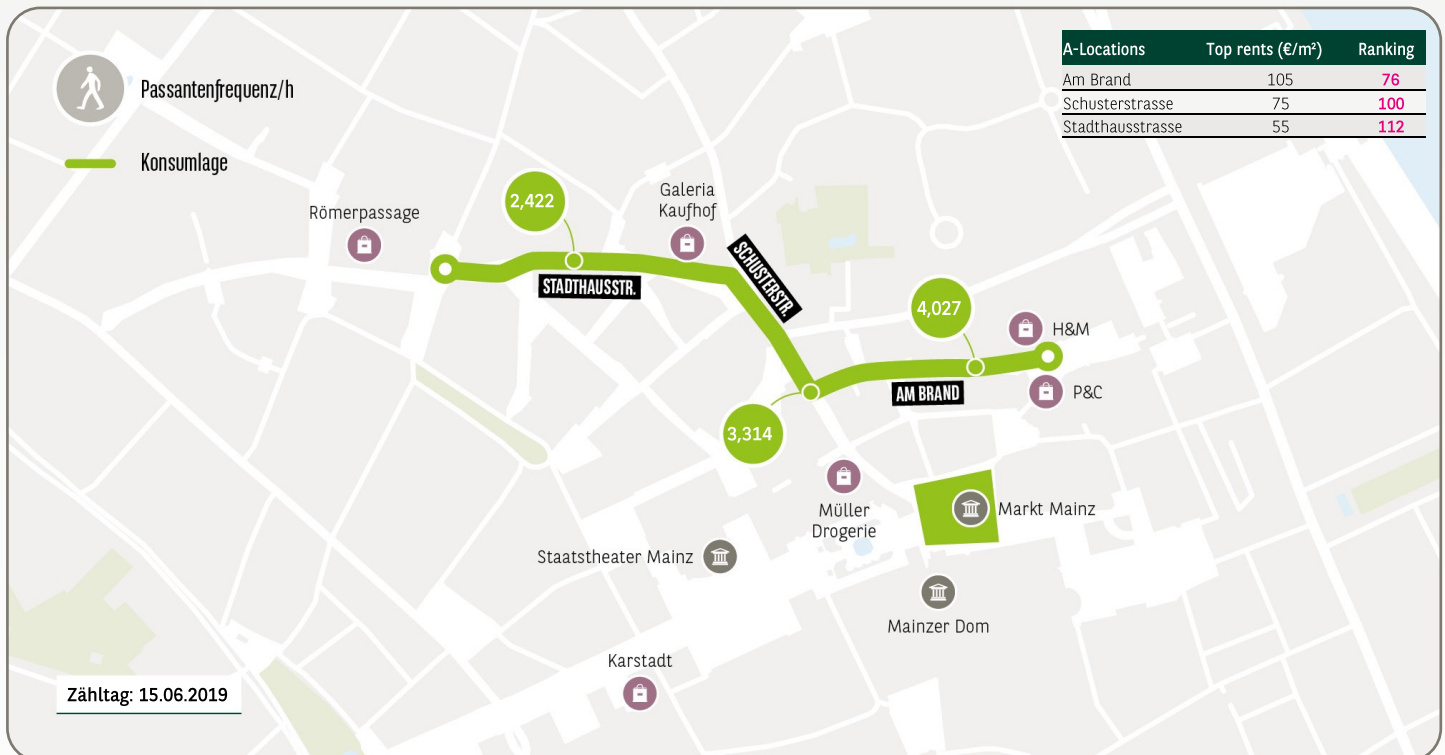 Passantenfrequenz/h
Konsumlage
A-Locations Top rents (€/m²) Ranking
Am Brand 105 76
Schusterstrasse 75 100
Stadthausstrasse 55 112
Römerpassage
2,422
Galeria
Kaufhof
STADTHAUSSTR.
SCHUSTERSTR.
4,027
H&M
AM BRAND
P&C
3,314
Müller
Drogerie
Markt Mainz
Staatstheater Mainz
Mainzer Dom
Karstadt
Zähltag: 15.06.2019